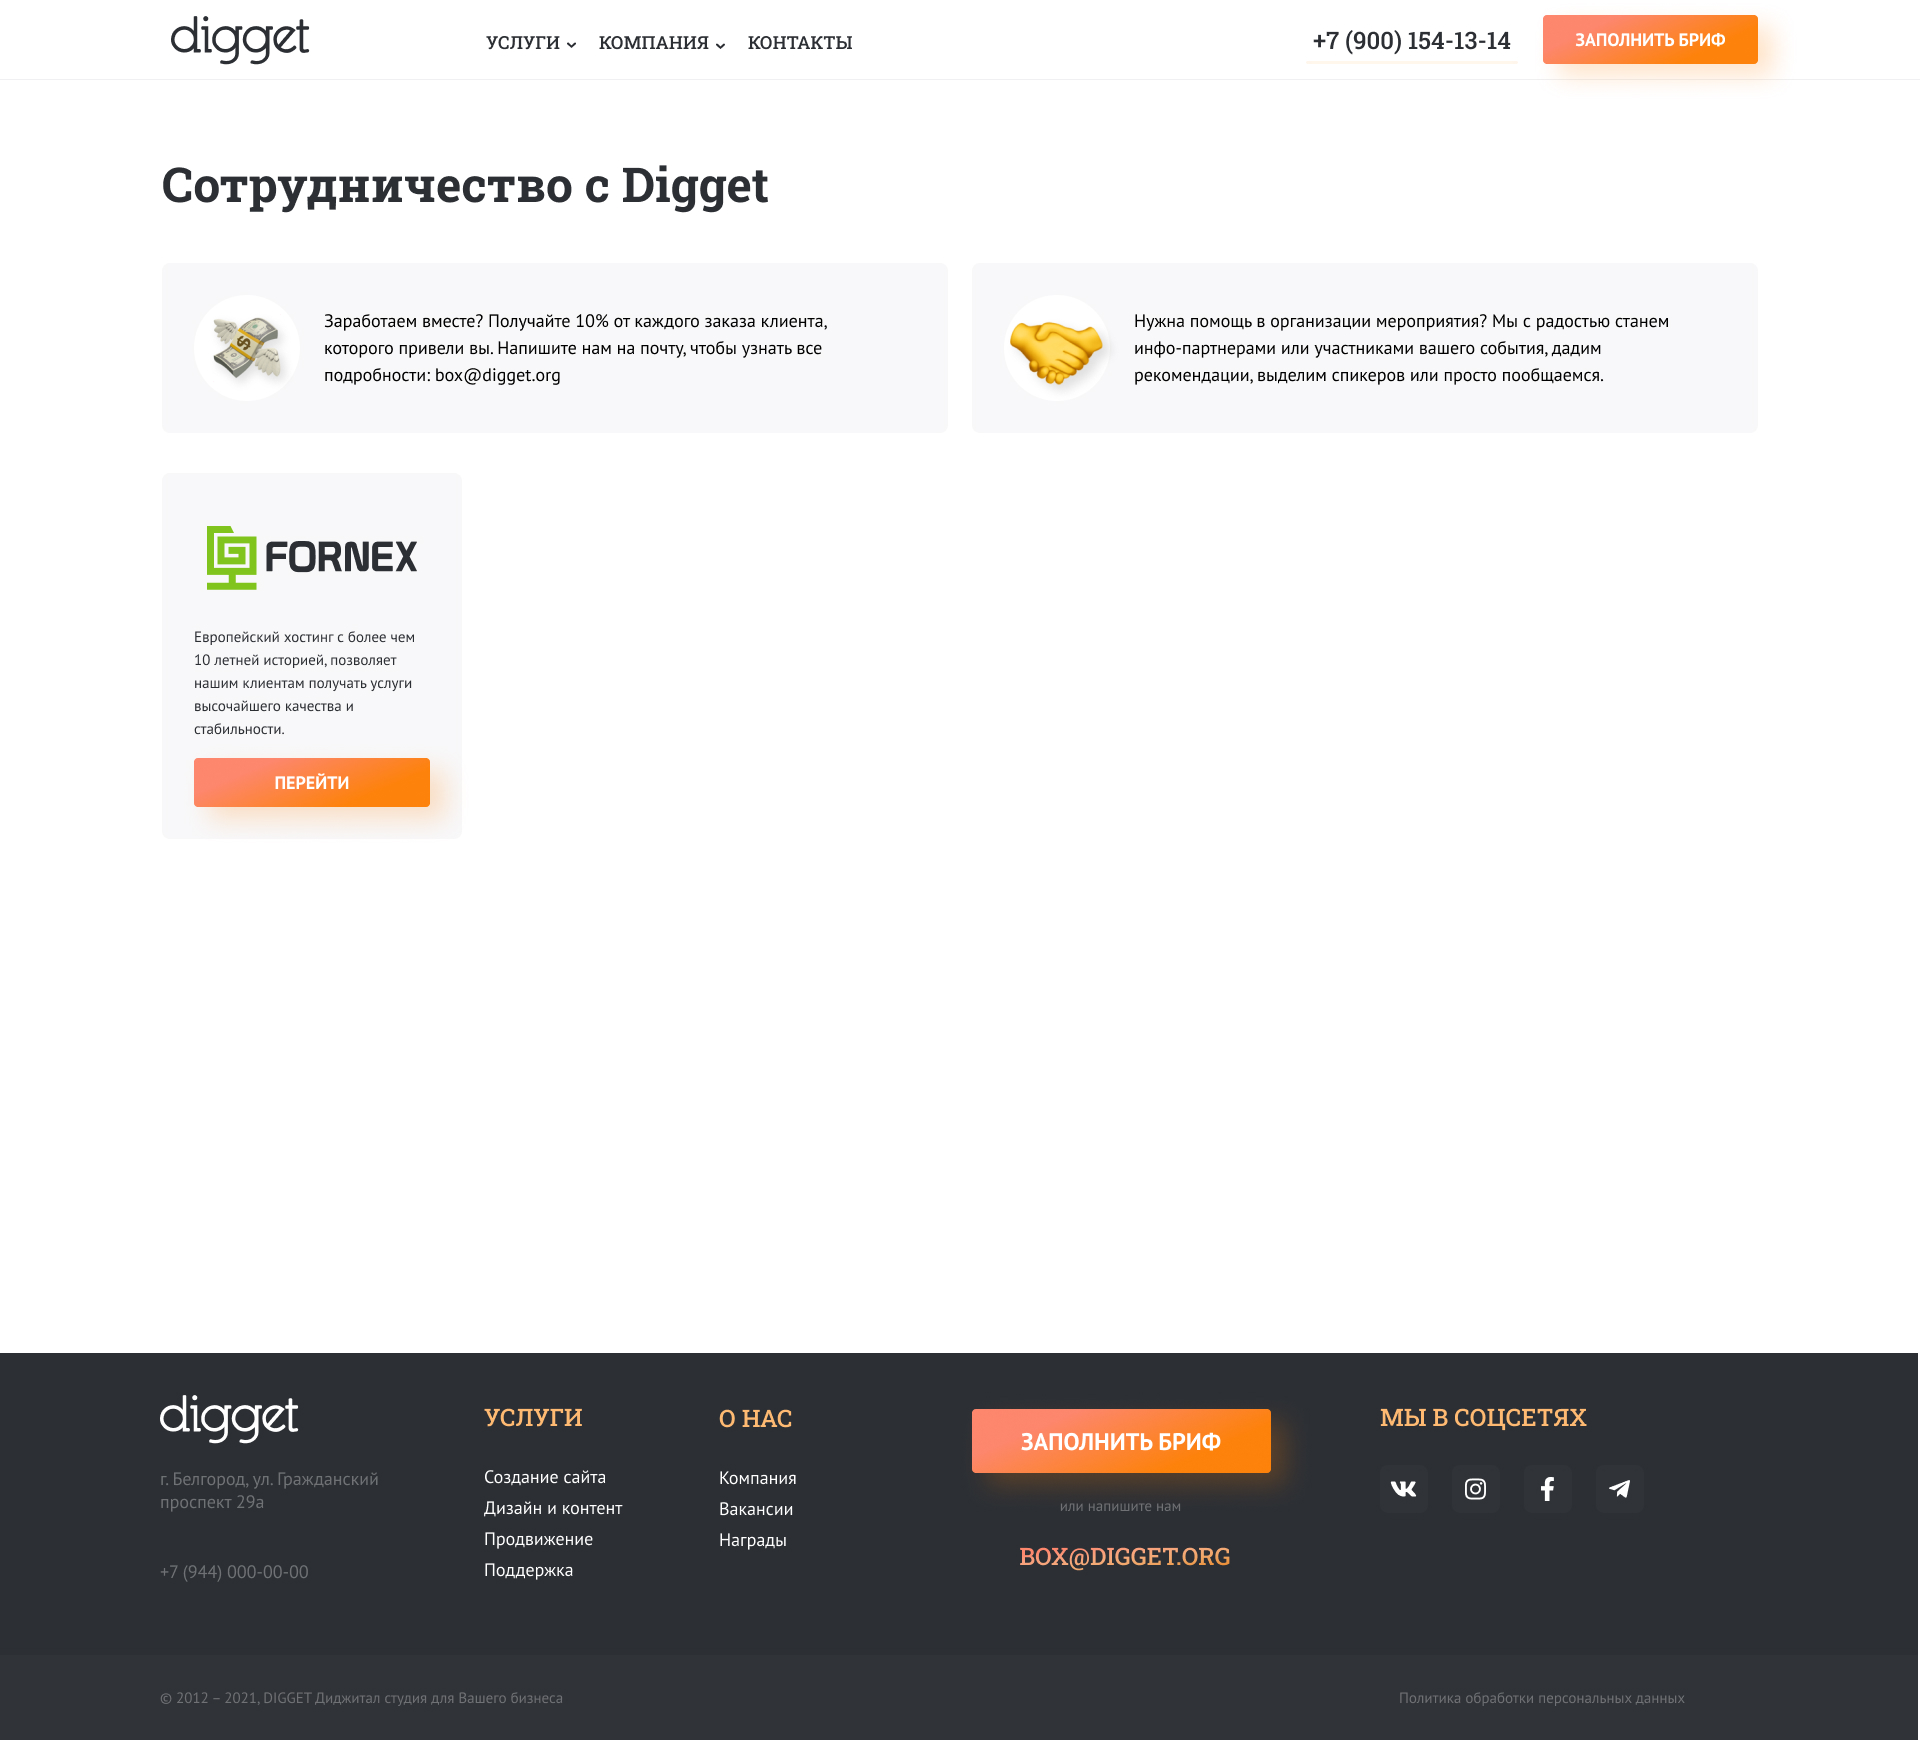 digget
УСЛУГИ
КОМПАНИЯ
КОНТАКТЫ
+7 (900) 154-13-14
ЗАПОЛНИТЬ БРИФ
Сотрудничество с Digget
Заработаем вместе? Получайте 10% от каждого заказа клиента,
которого привели вы. Напишите нам на почту, чтобы узнать все
подробности: box@digget.org
Нужна помощь в организации мероприятия? Мы с радостью станем
инфо-партнерами или участниками вашего события, дадим
рекомендации, выделим спикеров или просто пообщаемся.
FORNEX
Европейский хостинг с более чем
10 летней историей, позволяет
нашим клиентам получать услуги
высочайшего качества и
стабильности.
ПЕРЕЙТИ
digget
г. Белгород, ул. Гражданский
проспект 29а
+7 (944) 000-00-00
УСЛУГИ
Создание сайта
Дизайн и контент
Продвижение
Поддержка
О НАС
Компания
Вакансии
Награды
ЗАПОЛНИТЬ БРИФ
или напишите нам
BOX@DIGGET.ORG
МЫ В СОЦСЕТЯХ
© 2012 – 2021, DIGGET Диджитал студия для Вашего бизнеса
Политика обработки персональных данных